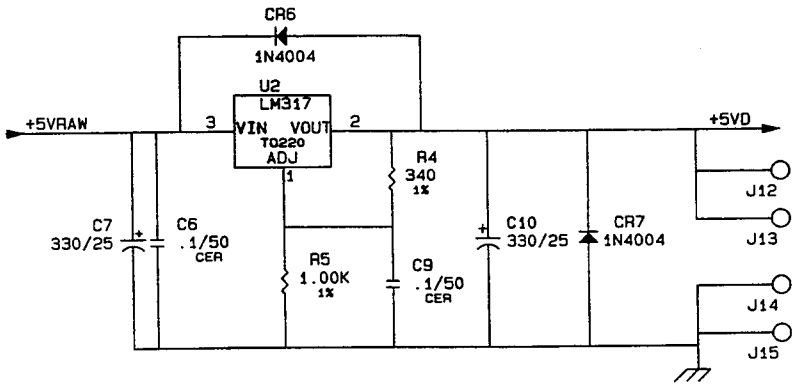 CR6
1N4004
U2
LM317
+5VRAW
3
VIN
VOUT
2
+5VD
TO220
ADJ
1
R4
340
1%
J12
C7
330/25
+
C6
.1/50
CER
R5
1.00K
1%
C9
.1/50
CER
+
C10
330/25
CR7
1N4004
J13
J14
J15